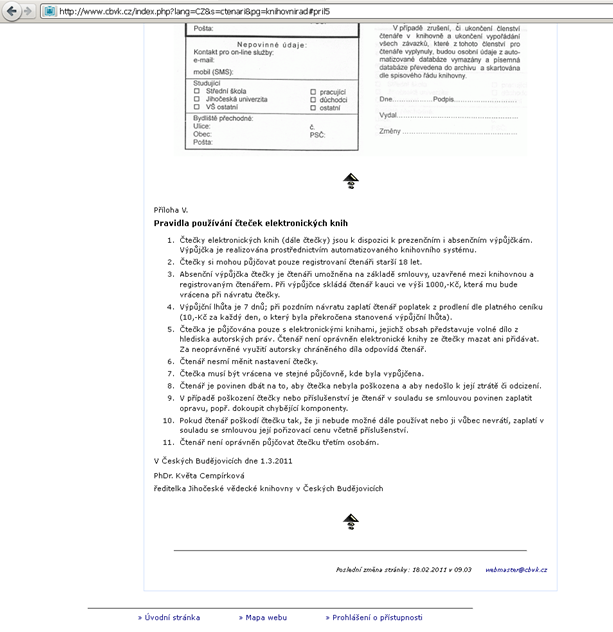 http://www.cbvk.cz/index.php?lang=CZ&s=ctenari&pg=knihovnirad#pril5
Pošta:
Nepovinné údaje:
Kontakt pro on-line služby:
e-mail:
mobil (SMS):
Studující
Střední škola
Jihočeská univerzita
VŠ ostatní
pracující
důchodci
ostatní
Bydliště přechodné:
Ulice: č.
Obec: PSČ:
Pošta:
V případě zrušení, či ukončení členství
čtenáře v knihovně a ukončení vypořádání
všech závazků, které z tohoto členství pro
čtenáře vyplynuly, budou osobní údaje z auto-
matizované databáze vymazány a písemná
databáze převedena do archivu a skartována
dle spisového řádu knihovny.
Dne..................Podpis............................
Vydal....................................................
Změny ..................................................
Příloha V.
Pravidla používání čteček elektronických knih
1. Čtečky elektronických knih (dále čtečky) jsou k dispozici k prezenčním i absenčním výpůjčkám.
Výpůjčka je realizována prostřednictvím automatizovaného knihovního systému.
2. Čtečky si mohou půjčovat pouze registrovaní čtenáři starší 18 let.
3. Absenční výpůjčka čtečky je čtenáři umožněna na základě smlouvy, uzavřené mezi knihovnou a
registrovaným čtenářem. Při výpůjčce skládá čtenář kauci ve výši 1000,-Kč, která mu bude
vrácena při návratu čtečky.
4. Výpůjční lhůta je 7 dnů; při pozdním návratu zaplatí čtenář poplatek z prodlení dle platného ceníku
(10,-Kč za každý den, o který byla překročena stanovená výpůjční lhůta).
5. Čtečka je půjčována pouze s elektronickými knihami, jejichž obsah představuje volné dílo z
hlediska autorských práv. Čtenář není oprávněn elektronické knihy ze čtečky mazat ani přidávat.
Za neoprávněné využití autorsky chráněného díla odpovídá čtenář.
6. Čtenář nesmí měnit nastavení čtečky.
7. Čtečka musí být vrácena ve stejné půjčovně, kde byla vypůjčena.
8. Čtenář je povinen dbát na to, aby čtečka nebyla poškozena a aby nedošlo k její ztrátě či odcizení.
9. V případě poškození čtečky nebo příslušenství je čtenář v souladu se smlouvou povinen zaplatit
opravu, popř. dokoupit chybějící komponenty.
10. Pokud čtenář poškodí čtečku tak, že ji nebude možné dále používat nebo ji vůbec nevrátí, zaplatí v
souladu se smlouvou její pořizovací cenu včetně příslušenství.
11. Čtenář není oprávněn půjčovat čtečku třetím osobám.
V Českých Budějovicích dne 1.3.2011
PhDr. Květa Cempírková
ředitelka Jihočeské vědecké knihovny v Českých Budějovicích
Poslední změna stránky: 18.02.2011 v 09.03 webmaster@cbvk.cz
» Úvodní stránka » Mapa webu » Prohlášení o přístupnosti